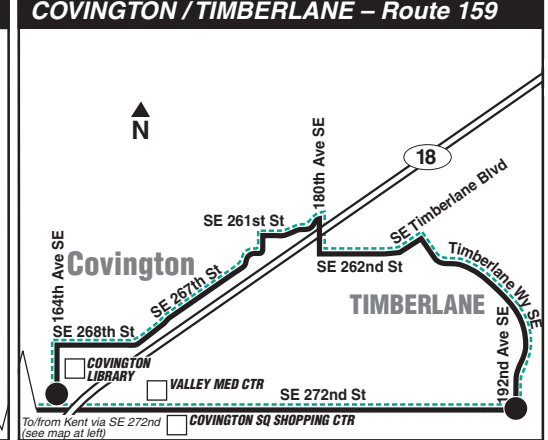 COVINGTON / TIMBERLANE – Route 159
N
180th Ave SE
18
SE Timberlane Blvd
SE 261st St
164th Ave SE
Covington
SE 267th St
SE 262nd St
Timberlane Wy SE
TIMBERLANE
SE 268th St
192nd Ave SE
COVINGTON
LIBRARY
VALLEY MED CTR
SE 272nd St
To/from Kent via SE 272nd
(see map at left)
COVINGTON SQ SHOPPING CTR